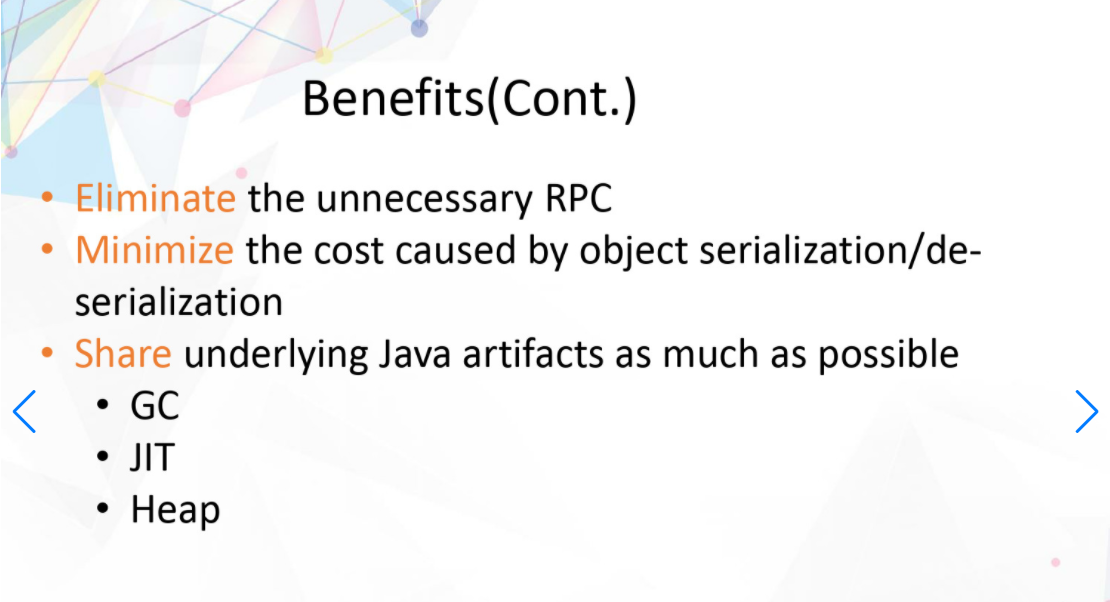 Benefits(Cont.)
• Eliminate the unnecessary RPC
• Minimize the cost caused by object serialization/de-
serialization
• Share underlying Java artifacts as much as possible
• GC
• JIT
• Heap